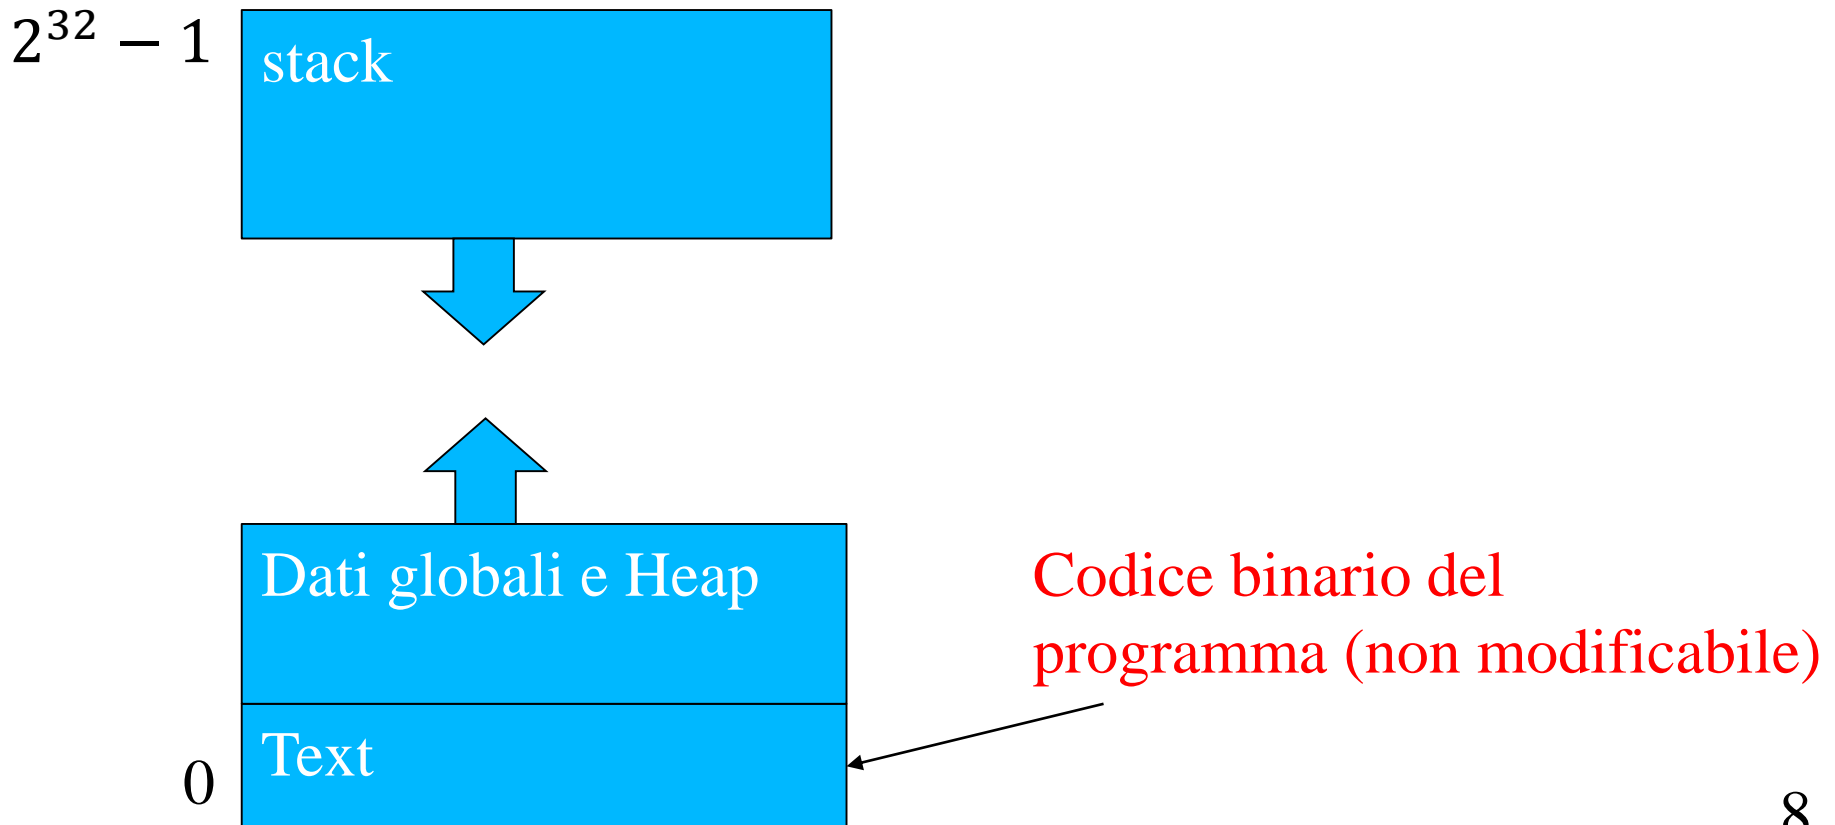 2³² − 1
stack
Dati globali e Heap
Codice binario del
programma (non modificabile)
Text
0
8